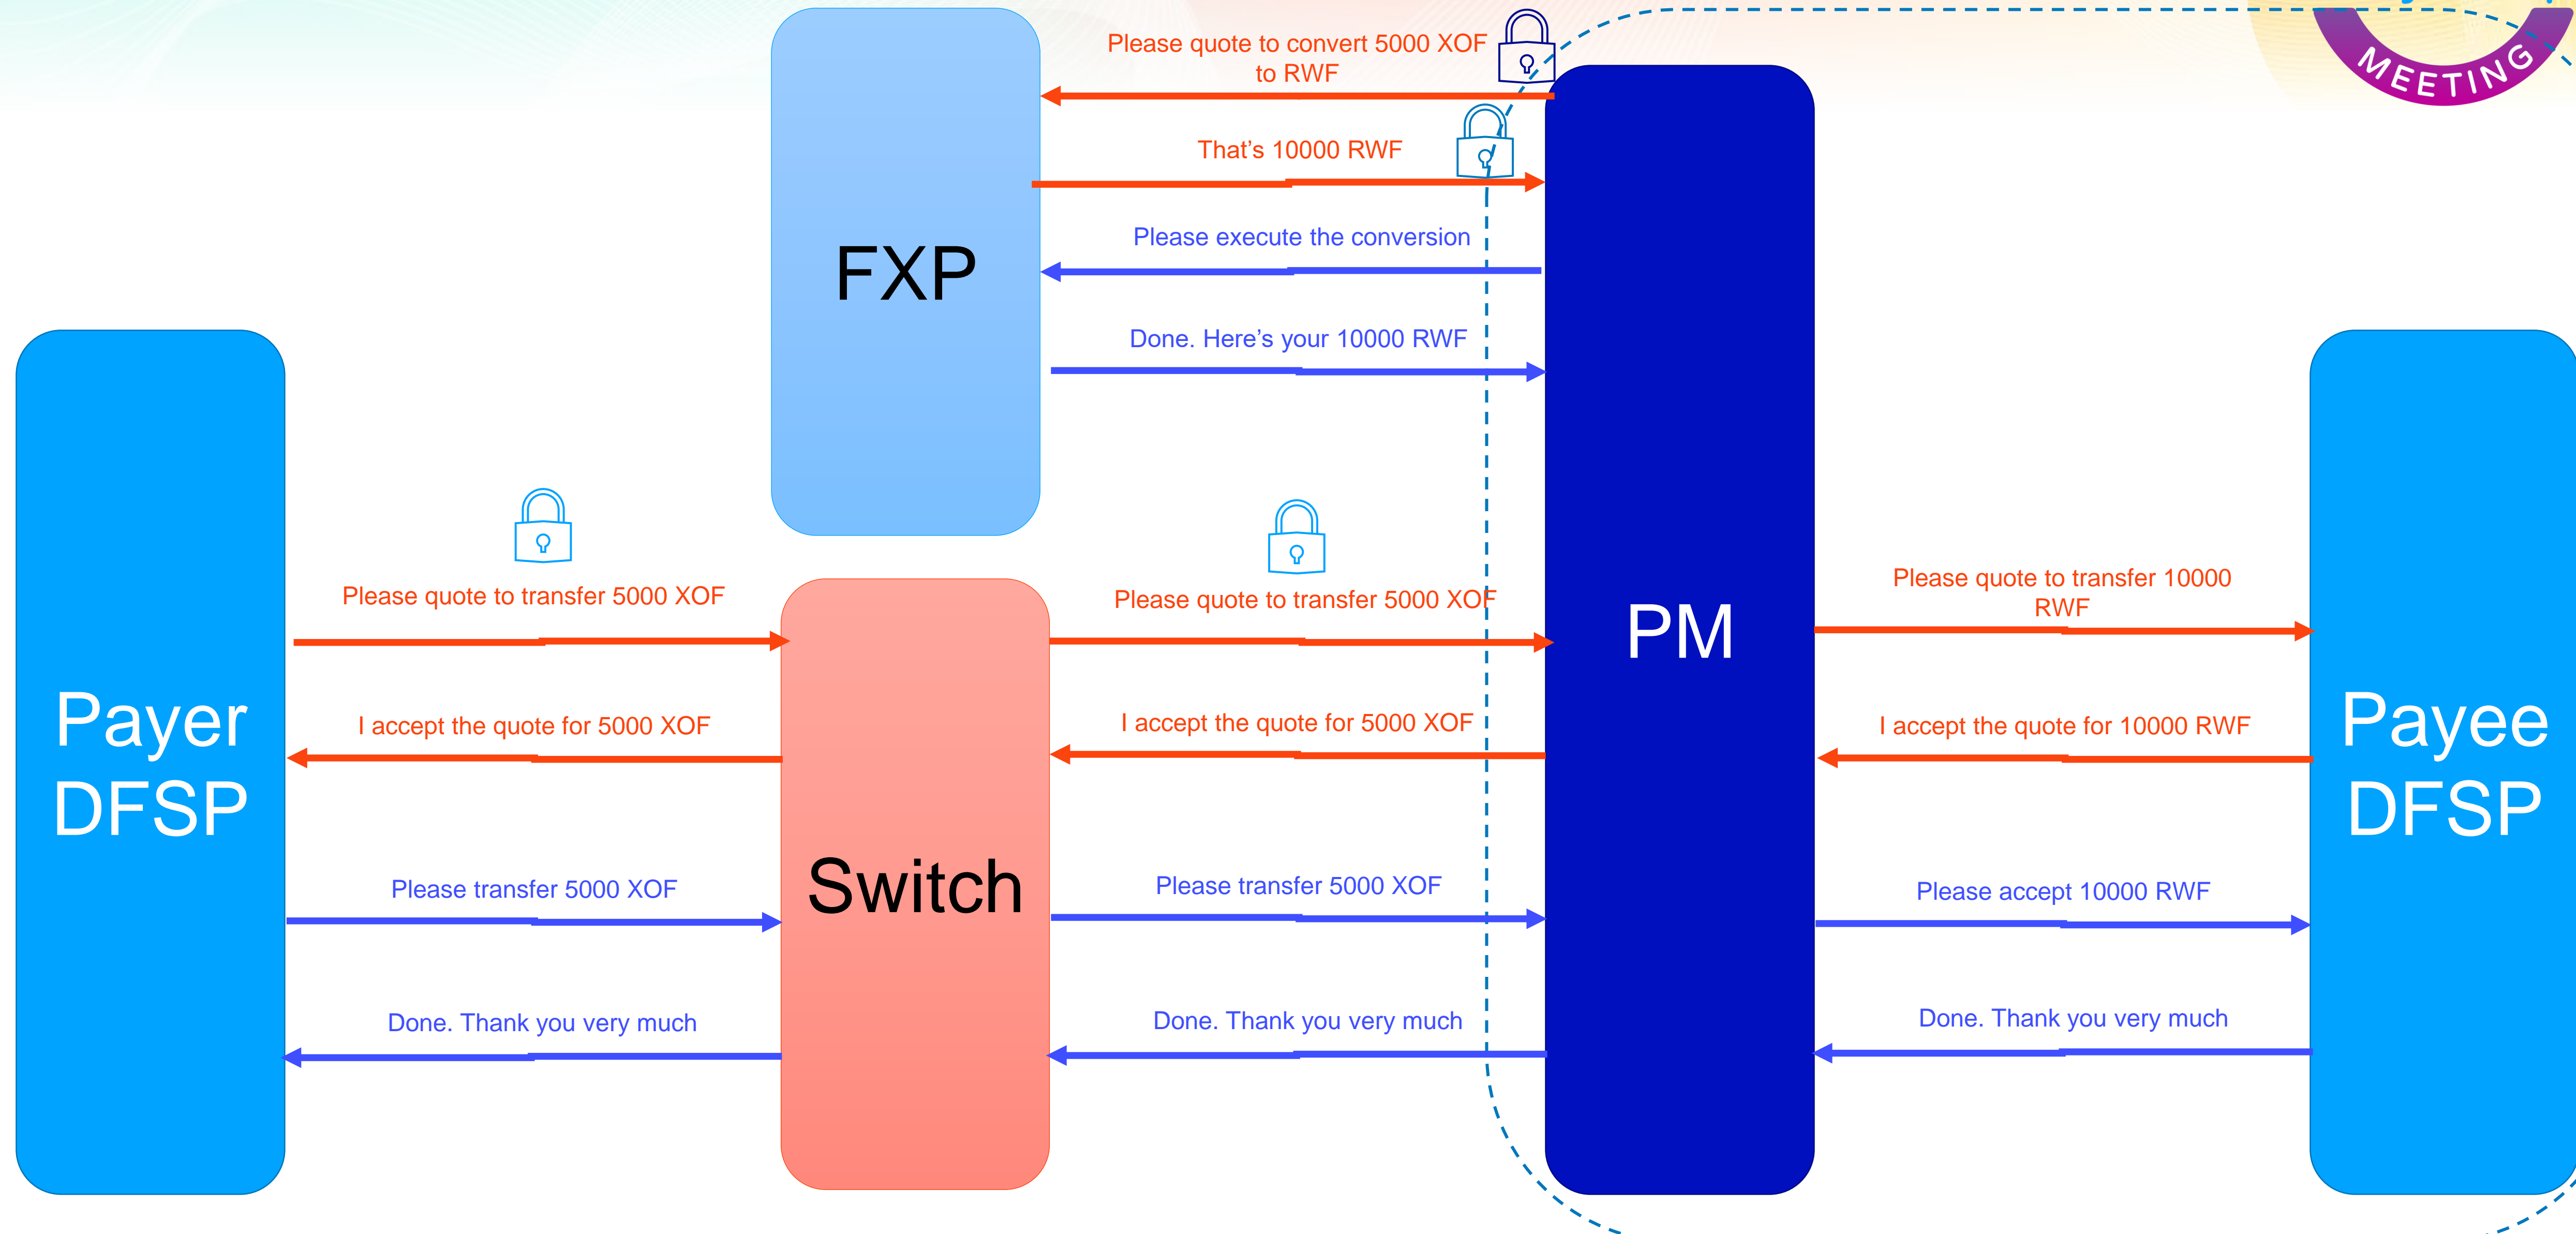 MEETING
Please quote to convert 5000 XOF
to RWF
That's 10000 RWF
Please execute the conversion
Done. Here's your 10000 RWF
FXP
Please quote to transfer 5000 XOF
Please quote to transfer 5000 XOF
Please quote to transfer 10000
RWF
PM
I accept the quote for 5000 XOF
I accept the quote for 5000 XOF
I accept the quote for 10000 RWF
Payer
DFSP
Switch
Payee
DFSP
Please transfer 5000 XOF
Please transfer 5000 XOF
Please accept 10000 RWF
Done. Thank you very much
Done. Thank you very much
Done. Thank you very much